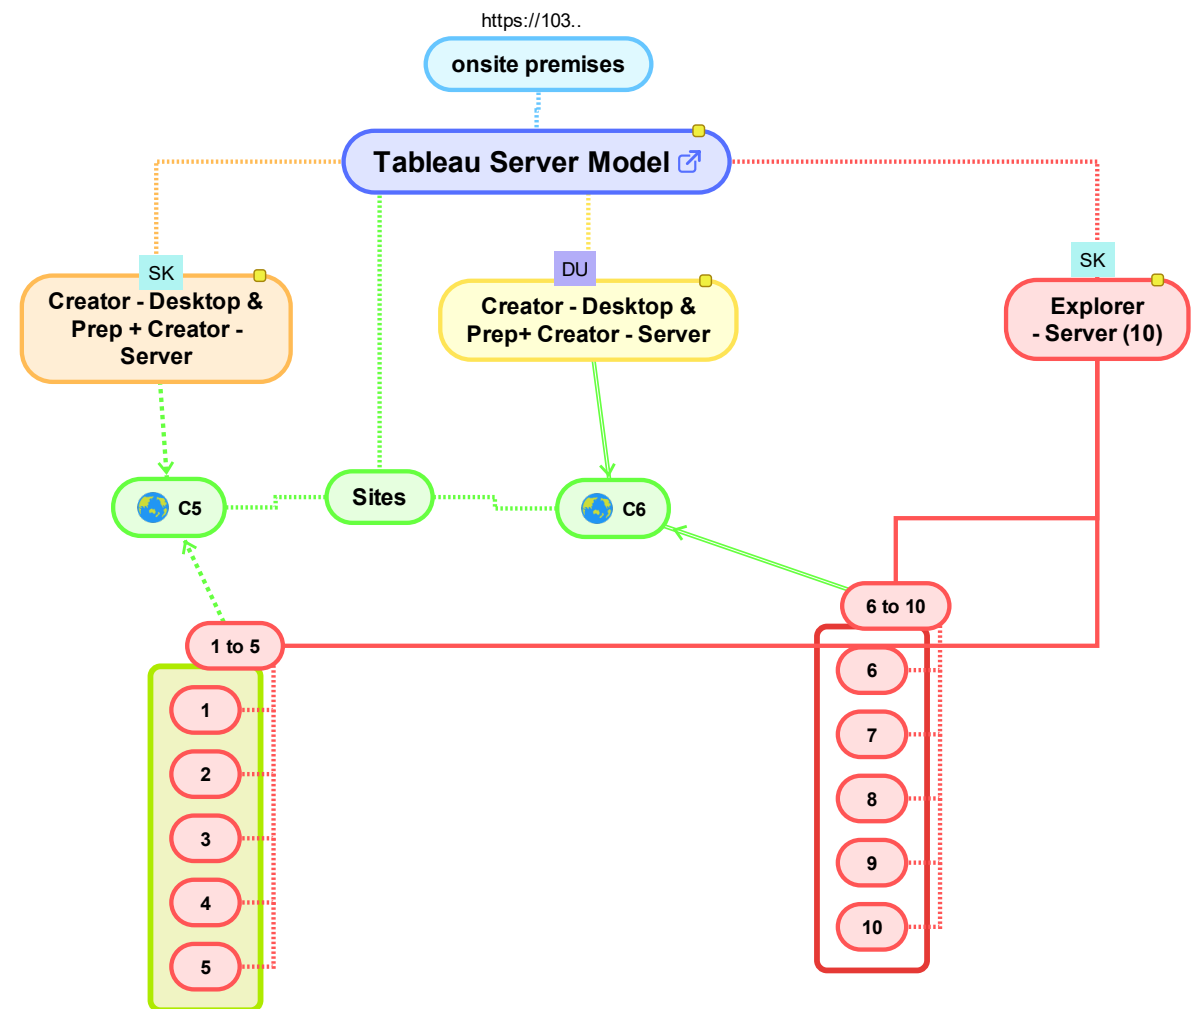 https://103..
onsite premises
Tableau Server Model
SK
Creator - Desktop &
Prep + Creator -
Server
DU
Creator - Desktop &
Prep+ Creator - Server
SK
Explorer
- Server (10)
C5
Sites
C6
6 to 10
1 to 5
6
7
8
9
10
1
2
3
4
5